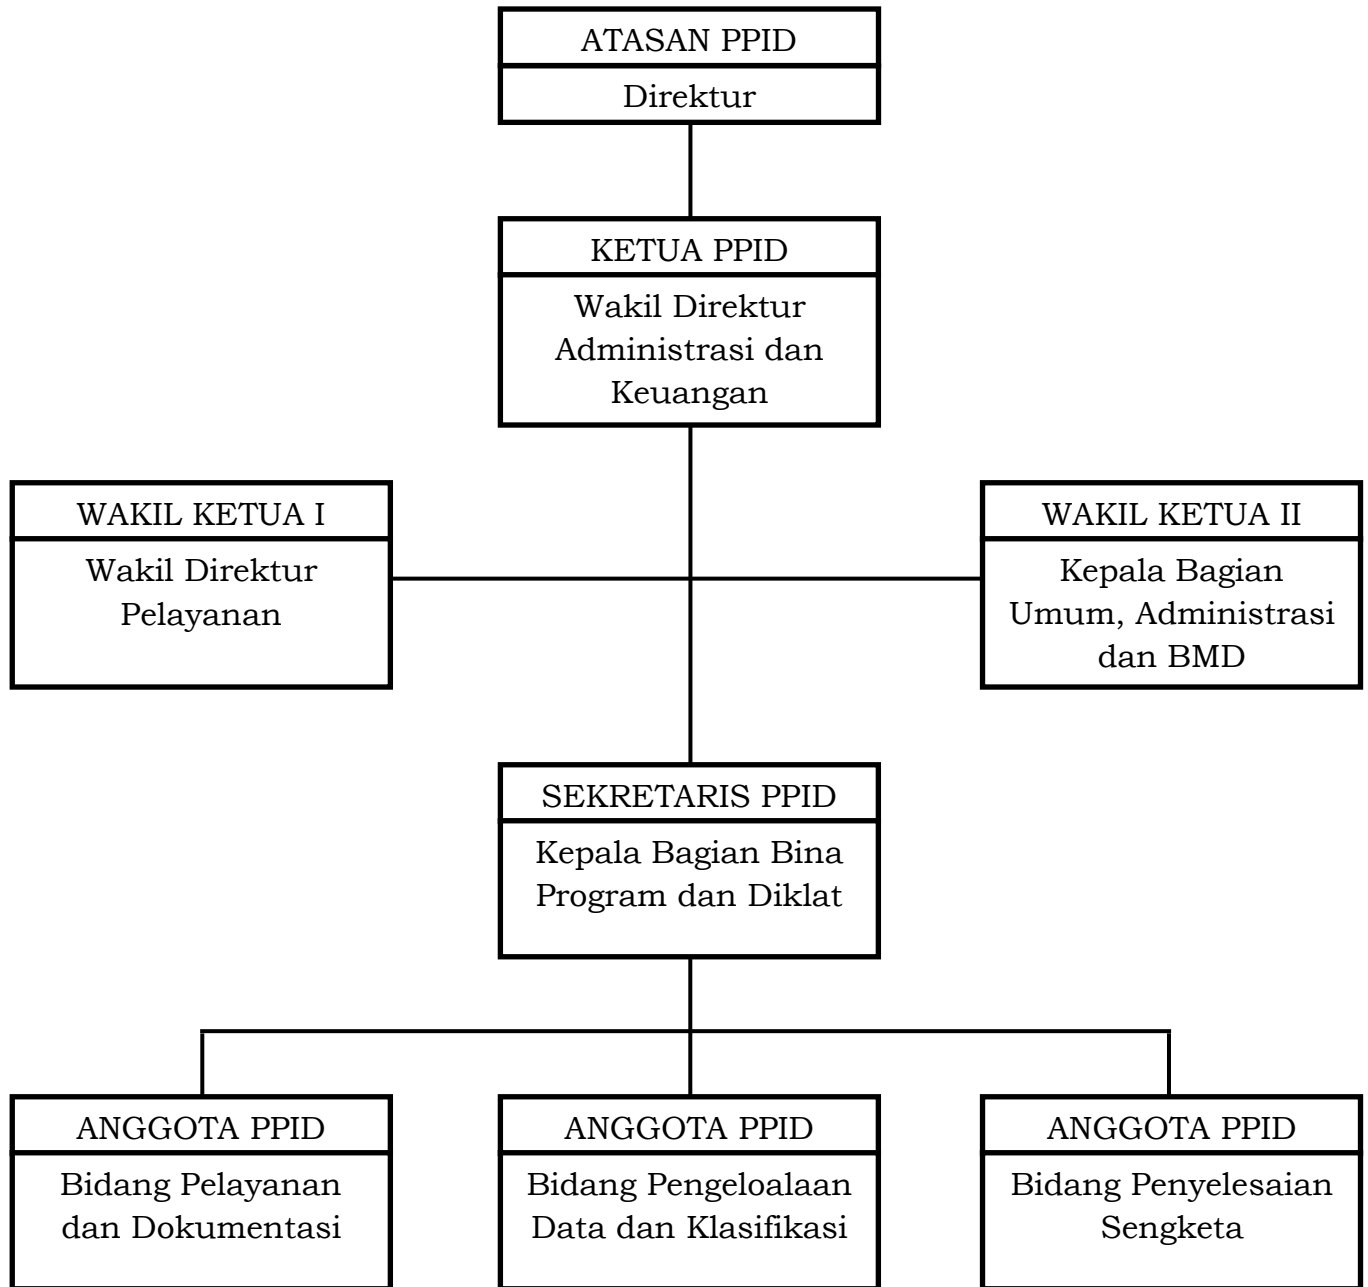 ATASAN PPID
Direktur
KETUA PPID
Wakil Direktur
Administrasi dan
Keuangan
WAKIL KETUA I
Wakil Direktur
Pelayanan
WAKIL KETUA II
Kepala Bagian
Umum, Administrasi
dan BMD
SEKRETARIS PPID
Kepala Bagian Bina
Program dan Diklat
ANGGOTA PPID
Bidang Pelayanan
dan Dokumentasi
ANGGOTA PPID
Bidang Pengeloalaan
Data dan Klasifikasi
ANGGOTA PPID
Bidang Penyelesaian
Sengketa